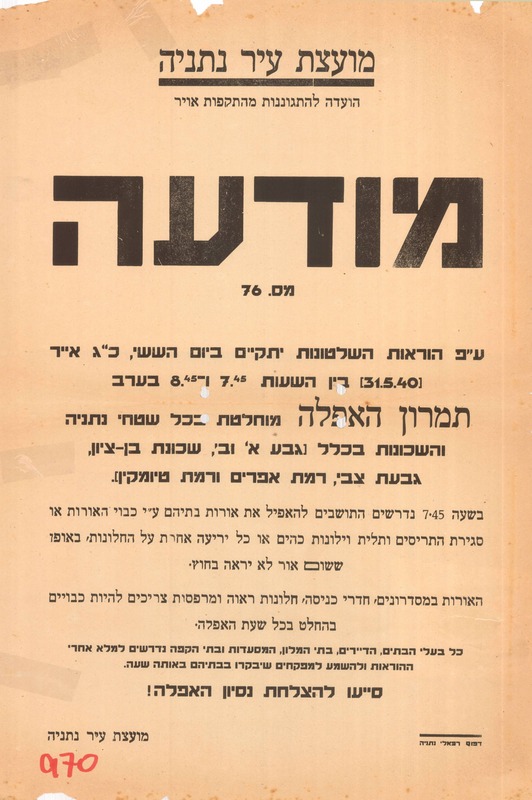 מועצת עיר נתניה
הועדה להתגוננות מהתקפות אויר
מודעה
מס. 76
ע״פ הוראות השלטונות יתקיים ביום הששי, כ״ג אייר
(31.5.40) בין השעות 7.45 ו־8.45 בערב
תמרון האפלה מוחלטת בכל שטחי נתניה
והשכונות בכלל (גבע א׳ וב׳, שכונת בן-ציון,
גבעת צבי, רמת אפרים ורמת טיומקין).
בשעה 7.45 נדרשים התושבים להאפיל את אורות בתיהם ע״י כבוי האורות או
סגירת התריסים ותלית וילונות כהים או כל יריעה אחרת על החלונות, באופן
ששום אור לא יראה בחוץ.
האורות במסדרונים, חדרי כניסה, חלונות ראוה ומרפסות צריכים להיות כבויים
בהחלט בכל שעת האפלה.
כל בעלי הבתים, הדיירים, בתי המלון, המסעדות ובתי הקפה נדרשים למלא אחרי
ההוראות ולהשמע למפקחים שיבקרו בבתיהם באותה שעה.
סייעו להצלחת נסיון האפלה!
מועצת עיר נתניה
דפוס רפאלי נתניה
970